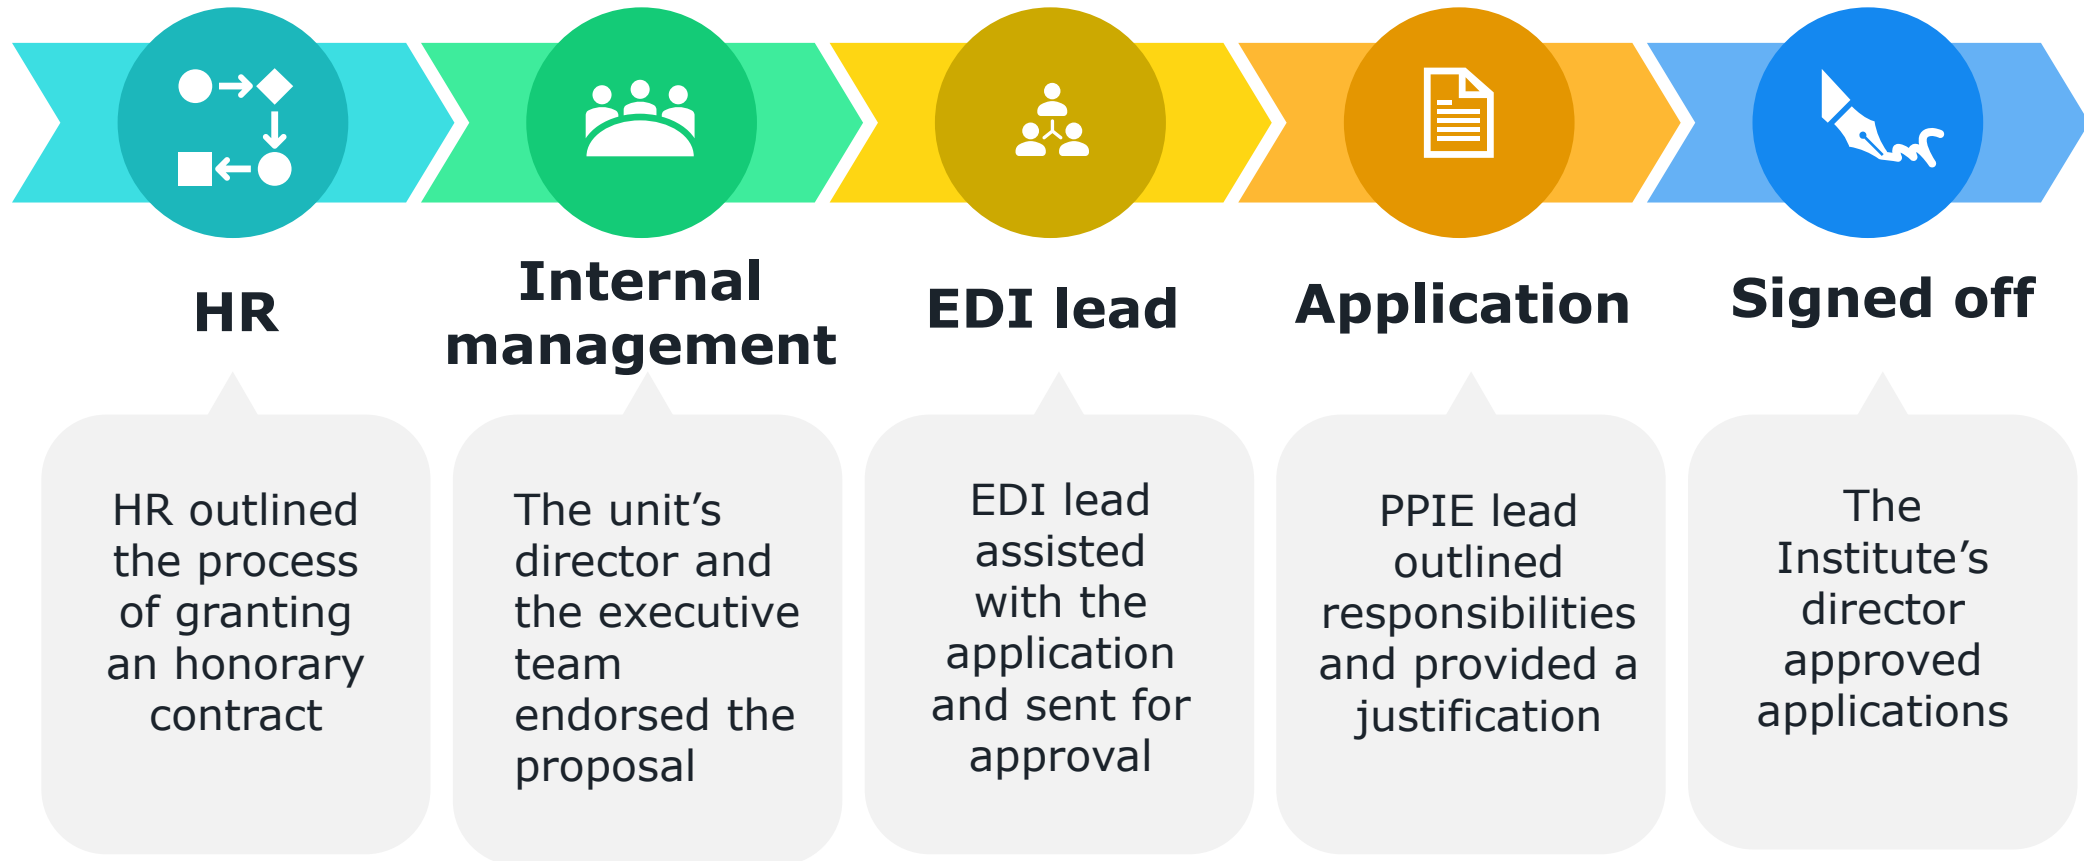 HR
Internal
management
EDI lead
Application
Signed off
HR outlined
the process
of granting
an honorary
contract
The unit’s
director and
the executive
team
endorsed the
proposal
EDI lead
assisted
with the
application
and sent for
approval
PPIE lead
outlined
responsibilities
and provided a
justification
The
Institute’s
director
approved
applications